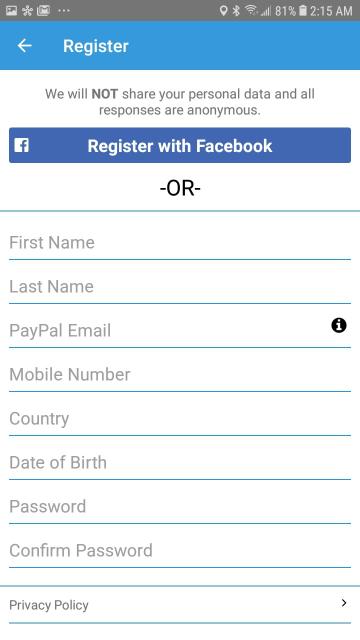 81% 2:15 AM
Register
We will NOT share your personal data and all
responses are anonymous.
Register with Facebook
-OR-
First Name
Last Name
PayPal Email
Mobile Number
Country
Date of Birth
Password
Confirm Password
Privacy Policy